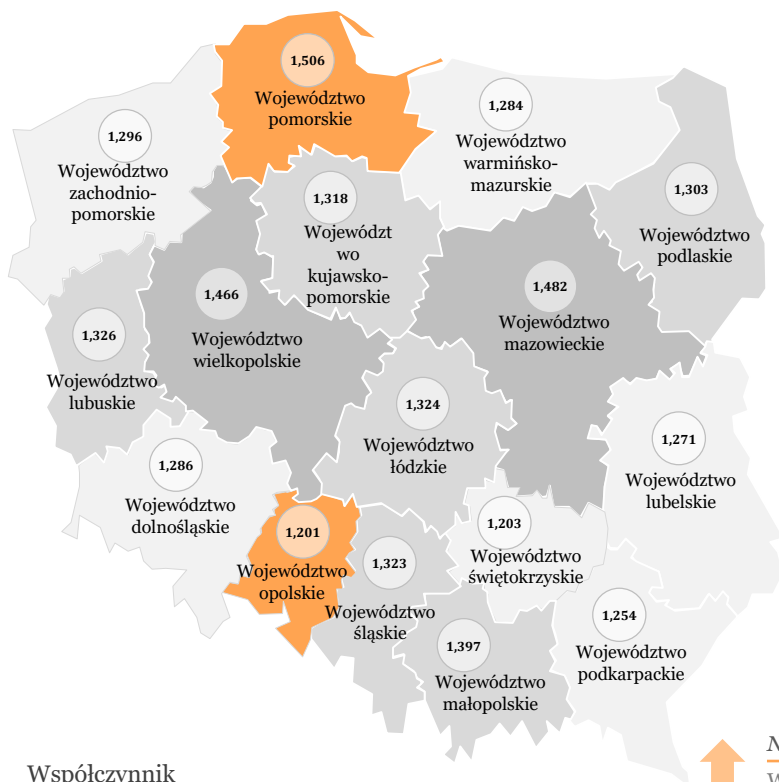 1,506
Województwo
pomorskie
1,284
Województwo
warmińsko-
mazurskie
1,296
Województwo
zachodnio-
pomorskie
1,303
Województwo
podlaskie
1,318
Województ
wo
kujawsko-
pomorskie
1,466
Województwo
wielkopolskie
1,482
Województwo
mazowieckie
1,326
Województwo
lubuskie
1,324
Województwo
łódzkie
1,271
Województwo
lubelskie
1,286
Województwo
dolnośląskie
1,201
Województwo
opolskie
1,203
Województwo
świętokrzyskie
1,323
Województwo
śląskie
1,254
Województwo
podkarpackie
1,397
Województwo
małopolskie
Współczynnik